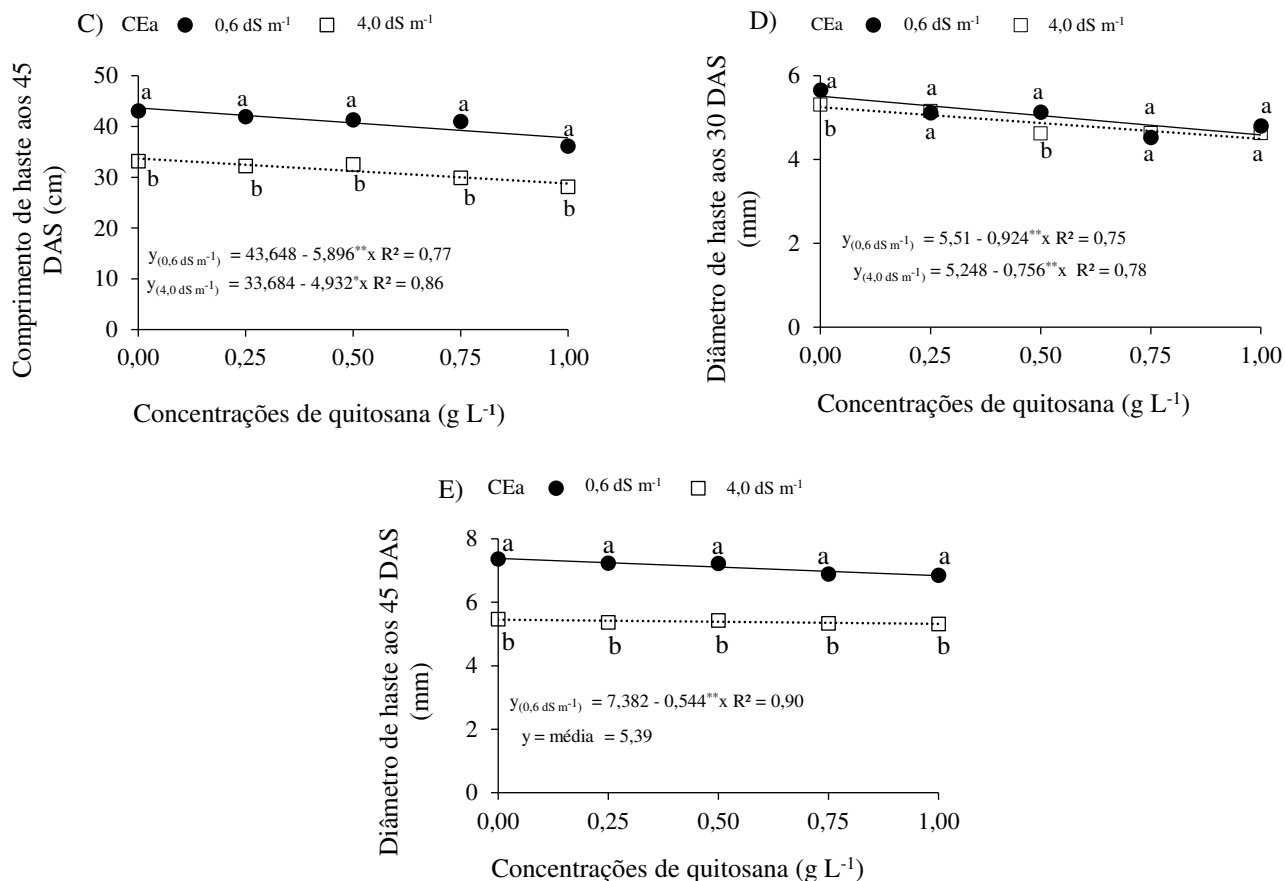 C) CEa 0,6 dS m⁻¹ 4,0 dS m⁻¹
Comprimento de haste aos 45
DAS (cm)
50
40
30
20
10
0
a a a a a
b b b b b
y(0,6 dS m⁻¹) = 43,648 - 5,896**x R² = 0,77
y(4,0 dS m⁻¹) = 33,684 - 4,932*x R² = 0,86
0,00 0,25 0,50 0,75 1,00
Concentrações de quitosana (g L⁻¹)
D) CEa 0,6 dS m⁻¹ 4,0 dS m⁻¹
Diâmetro de haste aos 30 DAS
(mm)
6
4
2
0
a a a a a
b a b a a
y(0,6 dS m⁻¹) = 5,51 - 0,924**x R² = 0,75
y(4,0 dS m⁻¹) = 5,248 - 0,756**x R² = 0,78
0,00 0,25 0,50 0,75 1,00
Concentrações de quitosana (g L⁻¹)
E) CEa 0,6 dS m⁻¹ 4,0 dS m⁻¹
Diâmetro de haste aos 45 DAS
(mm)
8
6
4
2
0
a a a a a
b b b b b
y(0,6 dS m⁻¹) = 7,382 - 0,544**x R² = 0,90
y = média = 5,39
0,00 0,25 0,50 0,75 1,00
Concentrações de quitosana (g L⁻¹)